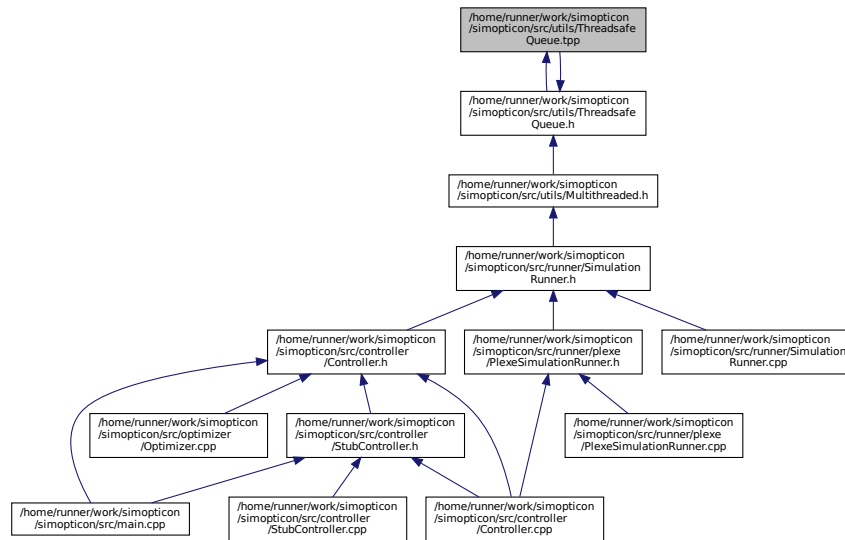 /home/runner/work/simopticon
/simopticon/src/utils/Threadsafe
Queue.tpp
/home/runner/work/simopticon
/simopticon/src/utils/Threadsafe
Queue.h
/home/runner/work/simopticon
/simopticon/src/utils/Multithreaded.h
/home/runner/work/simopticon
/simopticon/src/runner/Simulation
Runner.h
/home/runner/work/simopticon
/simopticon/src/controller
/Controller.h
/home/runner/work/simopticon
/simopticon/src/runner/plexe
/PlexeSimulationRunner.h
/home/runner/work/simopticon
/simopticon/src/runner/Simulation
Runner.cpp
/home/runner/work/simopticon
/simopticon/src/optimizer
/Optimizer.cpp
/home/runner/work/simopticon
/simopticon/src/controller
/StubController.h
/home/runner/work/simopticon
/simopticon/src/runner/plexe
/PlexeSimulationRunner.cpp
/home/runner/work/simopticon
/simopticon/src/main.cpp
/home/runner/work/simopticon
/simopticon/src/controller
/StubController.cpp
/home/runner/work/simopticon
/simopticon/src/controller
/Controller.cpp